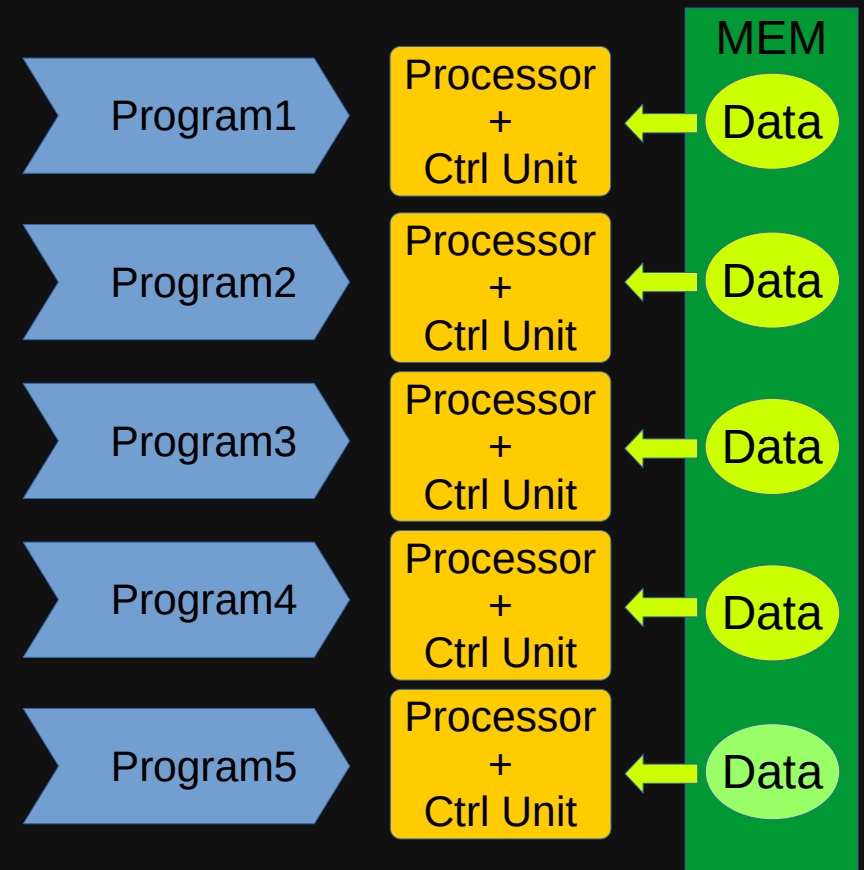 MEM
Program1
Processor
+
Ctrl Unit
Data
Program2
Processor
+
Ctrl Unit
Data
Program3
Processor
+
Ctrl Unit
Data
Program4
Processor
+
Ctrl Unit
Data
Program5
Processor
+
Ctrl Unit
Data